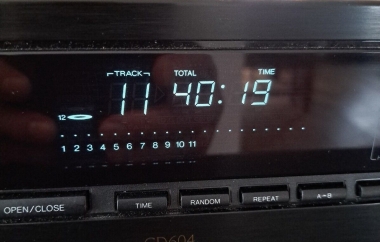 TRACK TOTAL TIME
11 40:19
12
1 2 3 4 5 6 7 8 9 10 11
OPEN/CLOSE TIME RANDOM REPEAT A-B
CD604